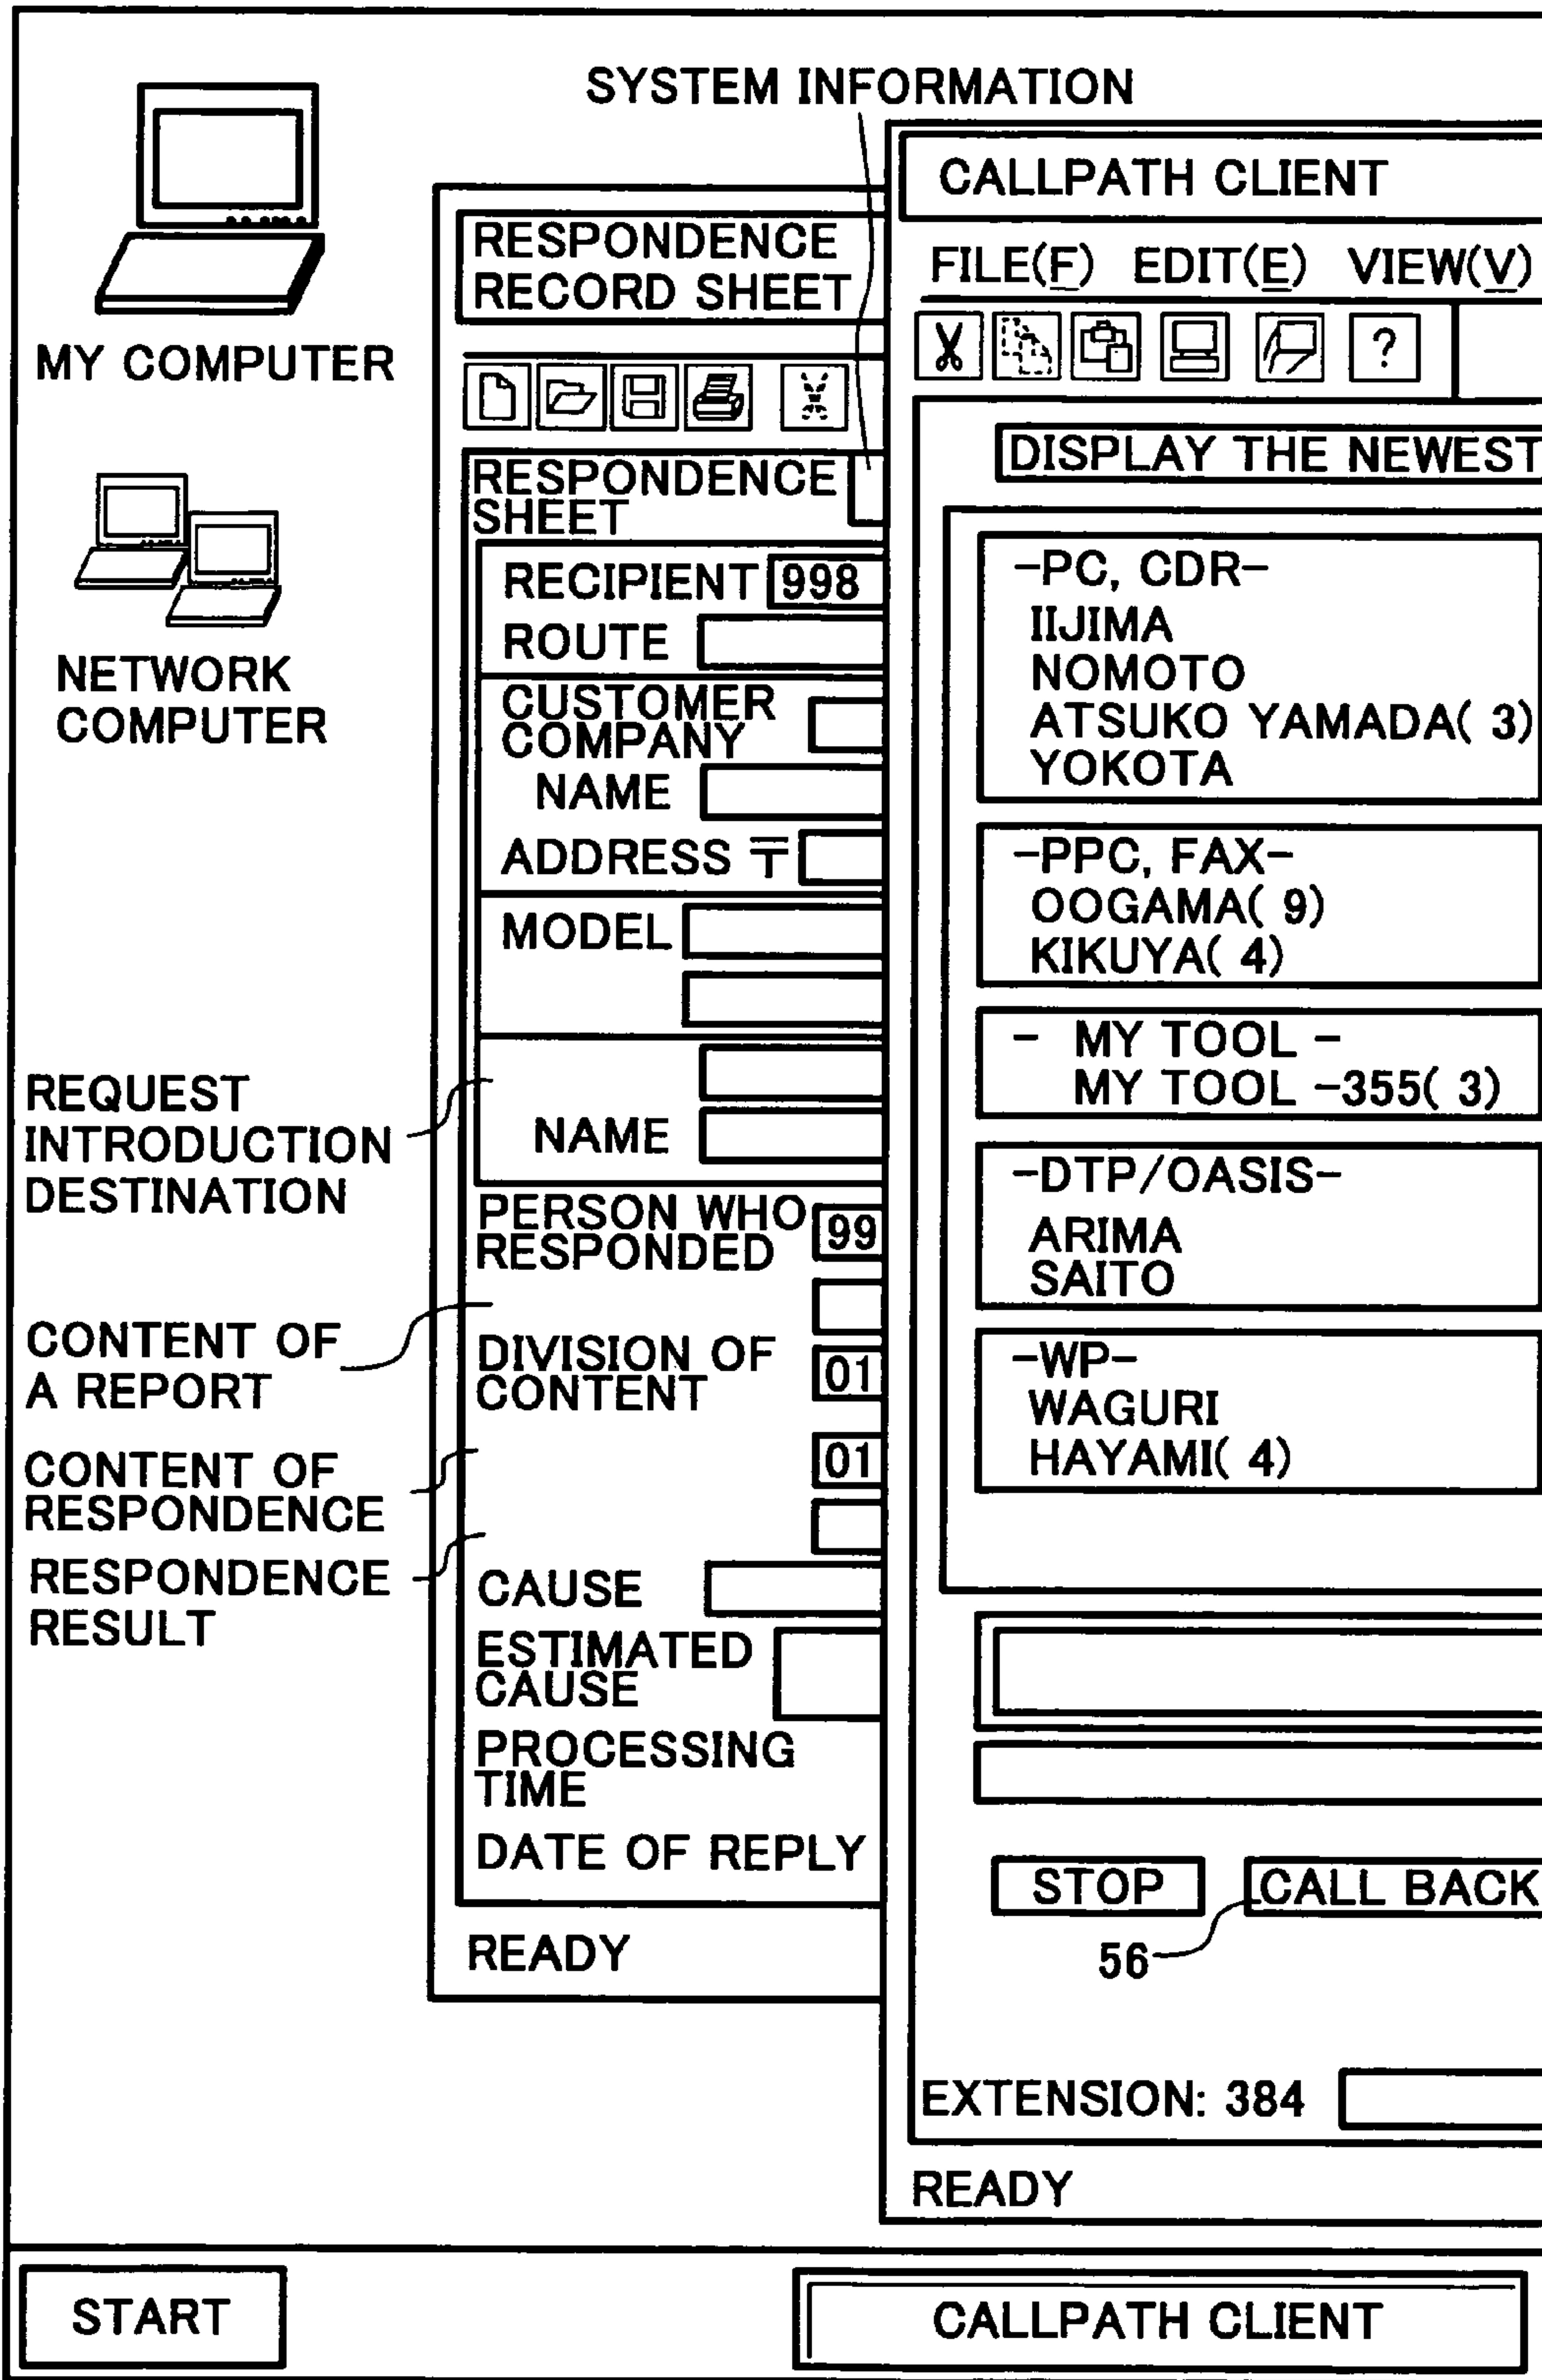 SYSTEM INFORMATION
MY COMPUTER
NETWORK
COMPUTER
REQUEST
INTRODUCTION
DESTINATION
CONTENT OF
A REPORT
CONTENT OF
RESPONDENCE
RESPONDENCE
RESULT
RESPONDENCE
RECORD SHEET
RESPONDENCE
SHEET
RECIPIENT 998
ROUTE
CUSTOMER
COMPANY
NAME
ADDRESS 〒
MODEL
NAME
PERSON WHO
RESPONDED 99
DIVISION OF
CONTENT 01
01
CAUSE
ESTIMATED
CAUSE
PROCESSING
TIME
DATE OF REPLY
READY
CALLPATH CLIENT
FILE(F) EDIT(E) VIEW(V)
?
DISPLAY THE NEWEST
-PC, CDR-
IIJIMA
NOMOTO
ATSUKO YAMADA( 3)
YOKOTA
-PPC, FAX-
OOGAMA( 9)
KIKUYA( 4)
- MY TOOL -
MY TOOL -355( 3)
-DTP/OASIS-
ARIMA
SAITO
-WP-
WAGURI
HAYAMI( 4)
STOP CALL BACK
56
EXTENSION: 384
READY
START CALLPATH CLIENT